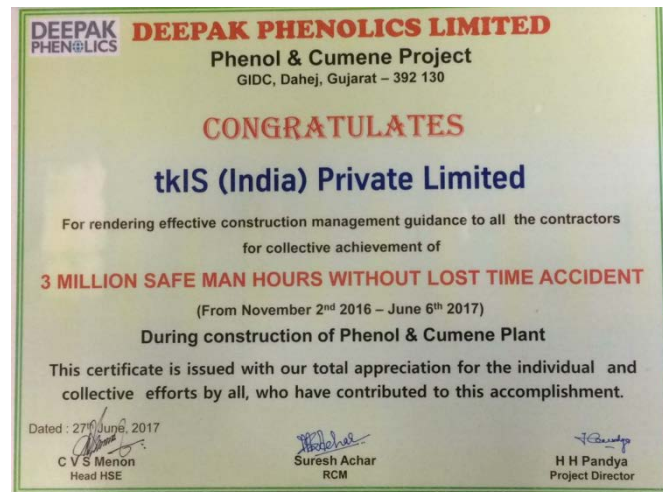 DEEPAK
PHENOLICS
DEEPAK PHENOLICS LIMITED
Phenol & Cumene Project
GIDC, Dahej, Gujarat – 392 130
CONGRATULATES
tkIS (India) Private Limited
For rendering effective construction management guidance to all the contractors
for collective achievement of
3 MILLION SAFE MAN HOURS WITHOUT LOST TIME ACCIDENT
(From November 2nd 2016 – June 6th 2017)
During construction of Phenol & Cumene Plant
This certificate is issued with our total appreciation for the individual and
collective efforts by all, who have contributed to this accomplishment.
Dated : 27th June, 2017
C V S Menon
Head HSE
Suresh Achar
RCM
H H Pandya
Project Director